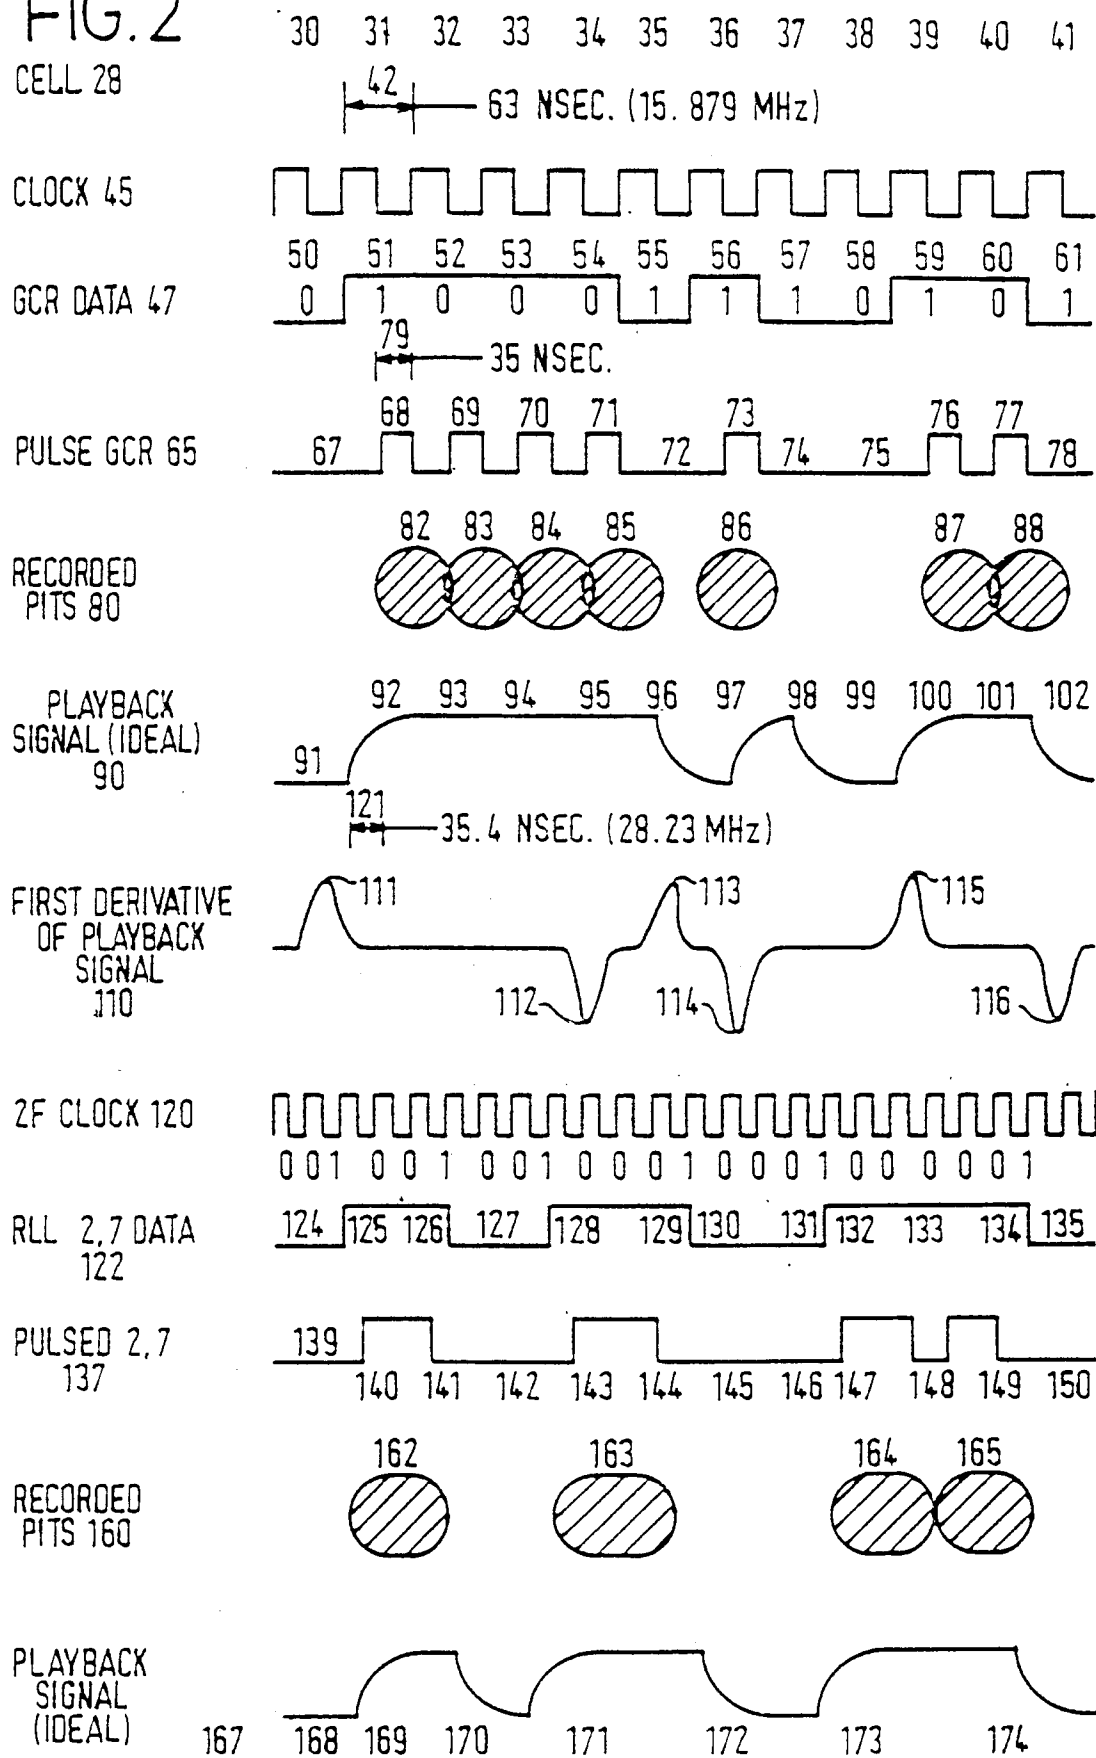 FIG. 2
30 31 32 33 34 35 36 37 38 39 40 41
CELL 28
42
63 NSEC. (15.879 MHz)
CLOCK 45
50 51 52 53 54 55 56 57 58 59 60 61
GCR DATA 47
0 1 0 0 0 1 1 1 0 1 0 1
79
35 NSEC.
68 69 70 71 73 76 77
PULSE GCR 65
67 72 74 75 78
82 83 84 85 86 87 88
RECORDED
PITS 80
92 93 94 95 96 97 98 99 100 101 102
PLAYBACK
SIGNAL (IDEAL)
90
91
121
35.4 NSEC. (28.23 MHz)
111 113 115
FIRST DERIVATIVE
OF PLAYBACK
SIGNAL
110
112 114 116
2F CLOCK 120
0 0 1 0 0 1 0 0 1 0 0 0 1 0 0 0 1 0 0 0 0 0 1
RLL 2,7 DATA
122
124 125 126 127 128 129 130 131 132 133 134 135
PULSED 2,7
137
139
140 141 142 143 144 145 146 147 148 149 150
162 163 164 165
RECORDED
PITS 160
PLAYBACK
SIGNAL
(IDEAL)
167 168 169 170 171 172 173 174